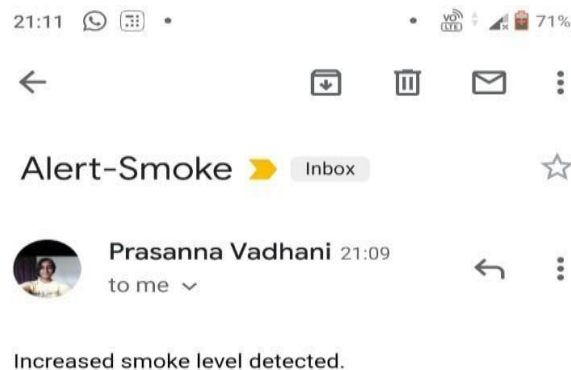 21:11 71%
Alert-Smoke Inbox
Prasanna Vadhani 21:09
to me
Increased smoke level detected.